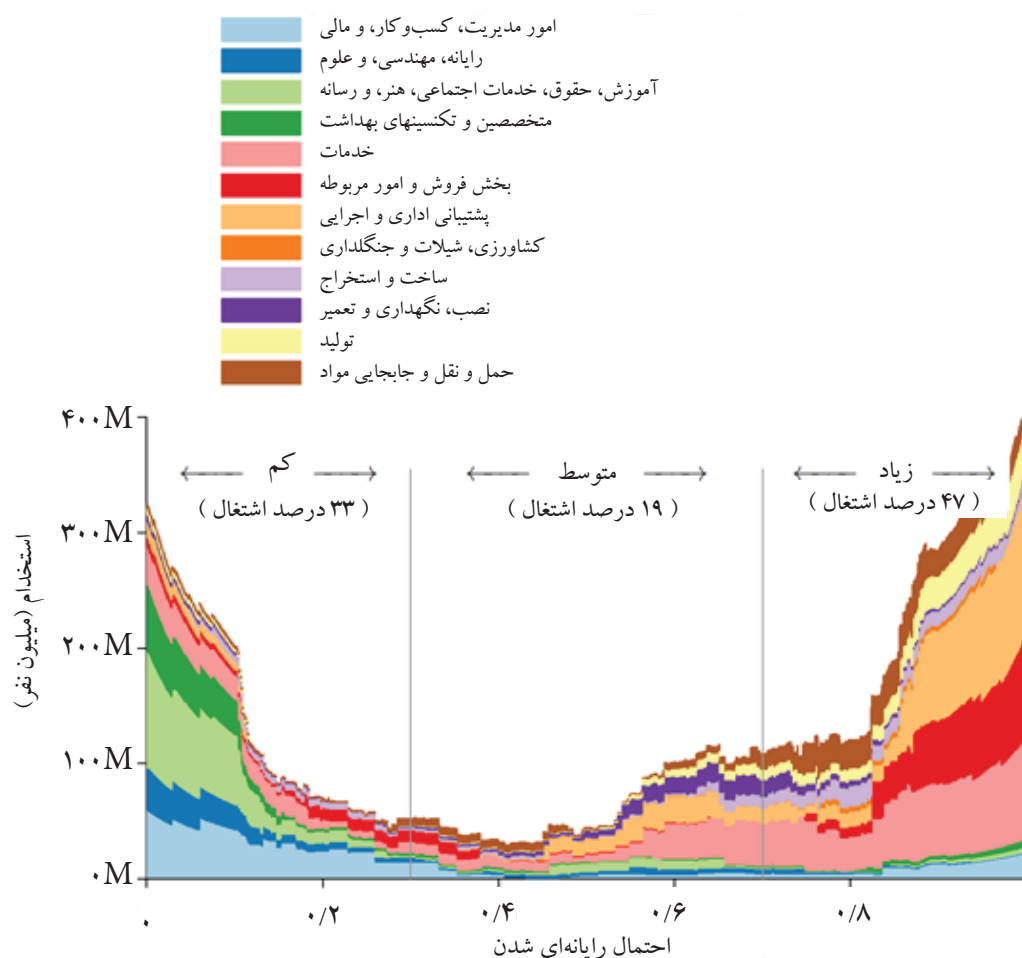 امور مدیریت، کسب‌وکار، و مالی
رایانه، مهندسی، و علوم
آموزش، حقوق، خدمات اجتماعی، هنر، و رسانه
متخصصین و تکنسینهای بهداشت
خدمات
بخش فروش و امور مربوطه
پشتیبانی اداری و اجرایی
کشاورزی، شیلات و جنگلداری
ساخت و استخراج
نصب، نگهداری و تعمیر
تولید
حمل و نقل و جابجایی مواد
۴۰۰M
۳۰۰M
۲۰۰M
۱۰۰M
۰M
استخدام (میلیون نفر)
کم
(۳۳ درصد اشتغال )
متوسط
(۱۹ درصد اشتغال )
زیاد
(۴۷ درصد اشتغال )
۰
۰/۲
۰/۴
۰/۶
۰/۸
احتمال رایانه‌ای شدن